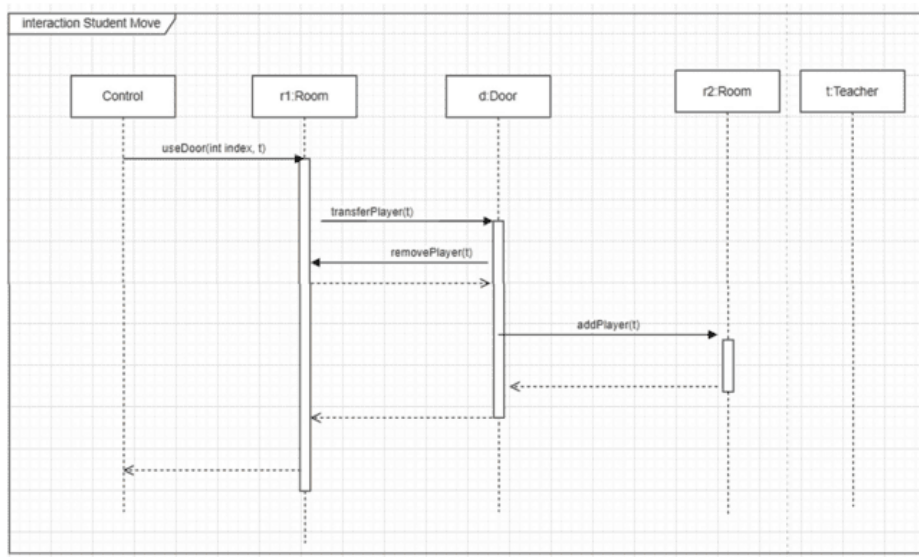 interaction Student Move
Control
r1:Room
d:Door
r2:Room
t:Teacher
useDoor(int index, t)
transferPlayer(t)
removePlayer(t)
addPlayer(t)